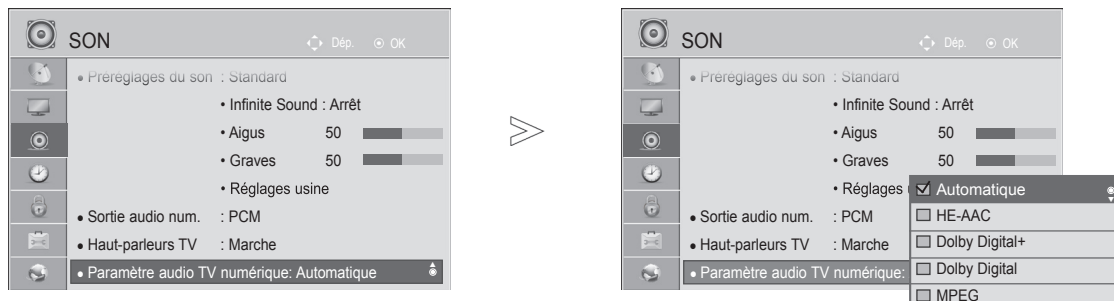 SON Dép. OK
• Préréglages du son : Standard
• Infinite Sound : Arrêt
• Aigus 50
• Graves 50
• Réglages usine
• Sortie audio num. : PCM
• Haut-parleurs TV : Marche
• Paramètre audio TV numérique: Automatique
SON Dép. OK
• Préréglages du son : Standard
• Infinite Sound : Arrêt
• Aigus 50
• Graves 50
• Réglages
• Sortie audio num. : PCM
• Haut-parleurs TV : Marche
• Paramètre audio TV numérique:
Automatique
HE-AAC
Dolby Digital+
Dolby Digital
MPEG